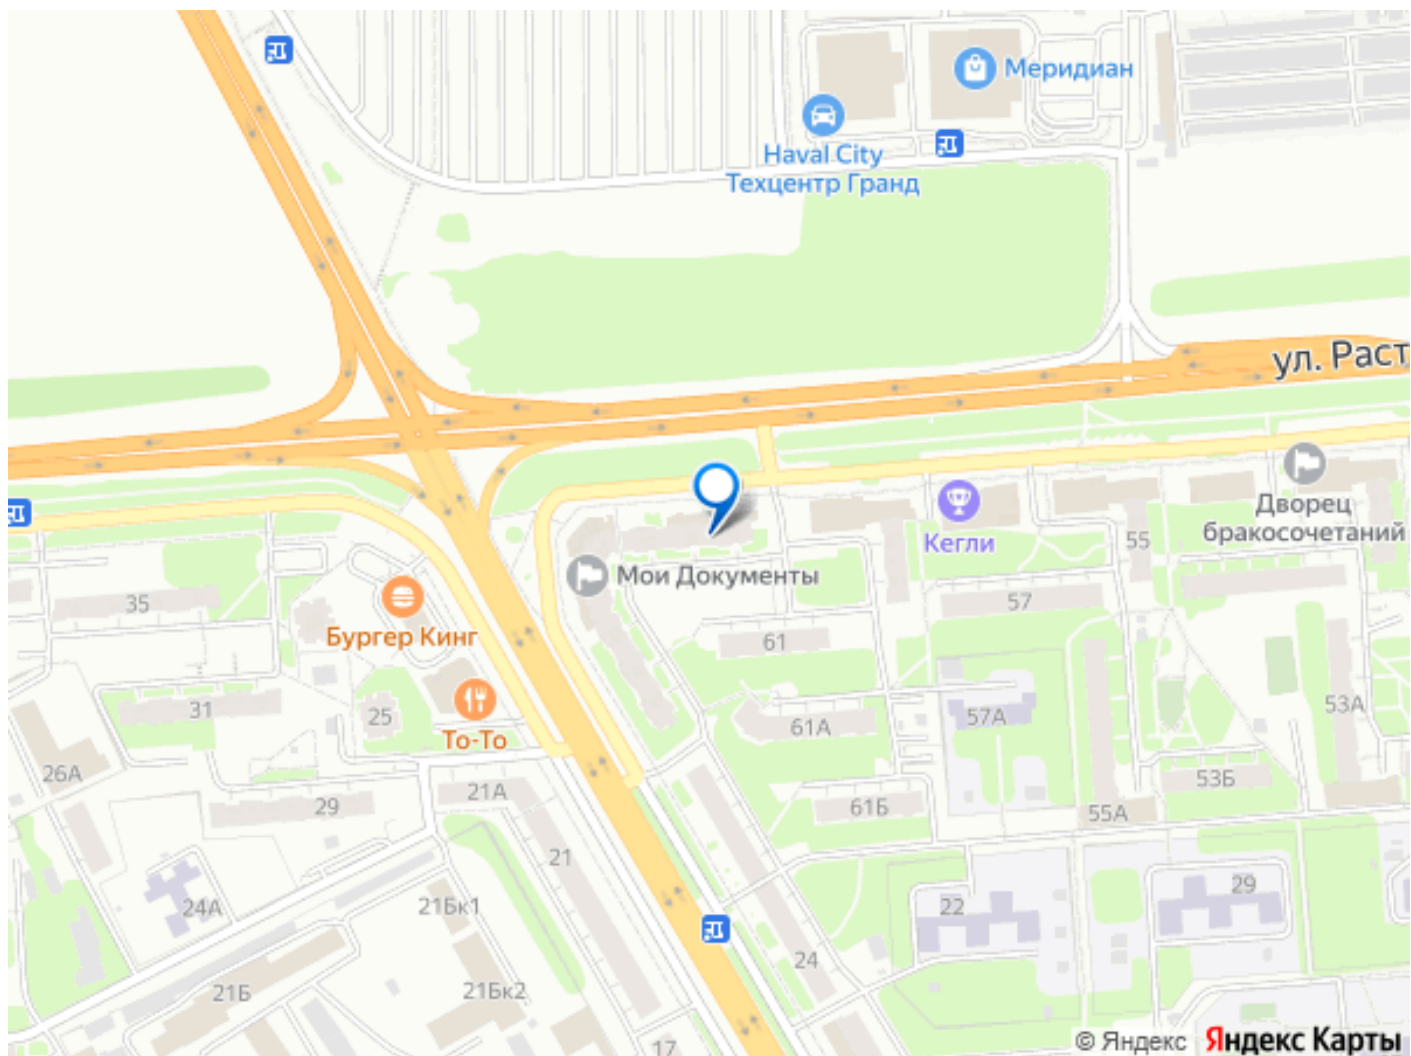 Меридиан
Haval City
Техцентр Гранд
ул. Раст
Дворец
бракосочетаний
Кегли
55
Мои Документы
35
Бургер Кинг
57
61
31
25
То-То
61А
57А
53А
26А
29
21А
61Б
55А
53Б
21
24А
21Бк1
22
29
24
21Б
21Бк2
17
© Яндекс Яндекс Карты